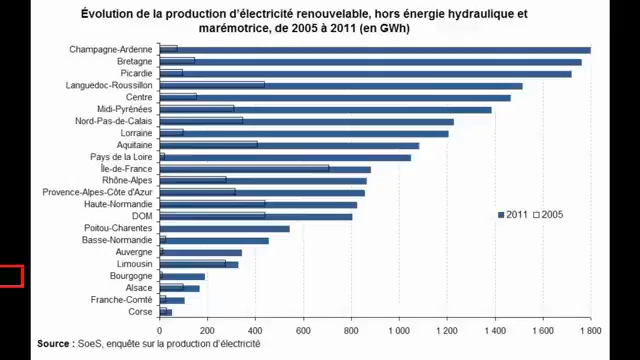 Évolution de la production d'électricité renouvelable, hors énergie hydraulique et
marémotrice, de 2005 à 2011 (en GWh)
Champagne-Ardenne
Bretagne
Picardie
Languedoc-Roussillon
Centre
Midi-Pyrénées
Nord-Pas-de-Calais
Lorraine
Aquitaine
Pays de la Loire
Île-de-France
Rhône-Alpes
Provence-Alpes-Côte d'Azur
Haute-Normandie
DOM
Poitou-Charentes
Basse-Normandie
Auvergne
Limousin
Bourgogne
Alsace
Franche-Comté
Corse
2011 2005
0 200 400 600 800 1 000 1 200 1 400 1 600 1 800
Source : SoeS, enquête sur la production d'électricité